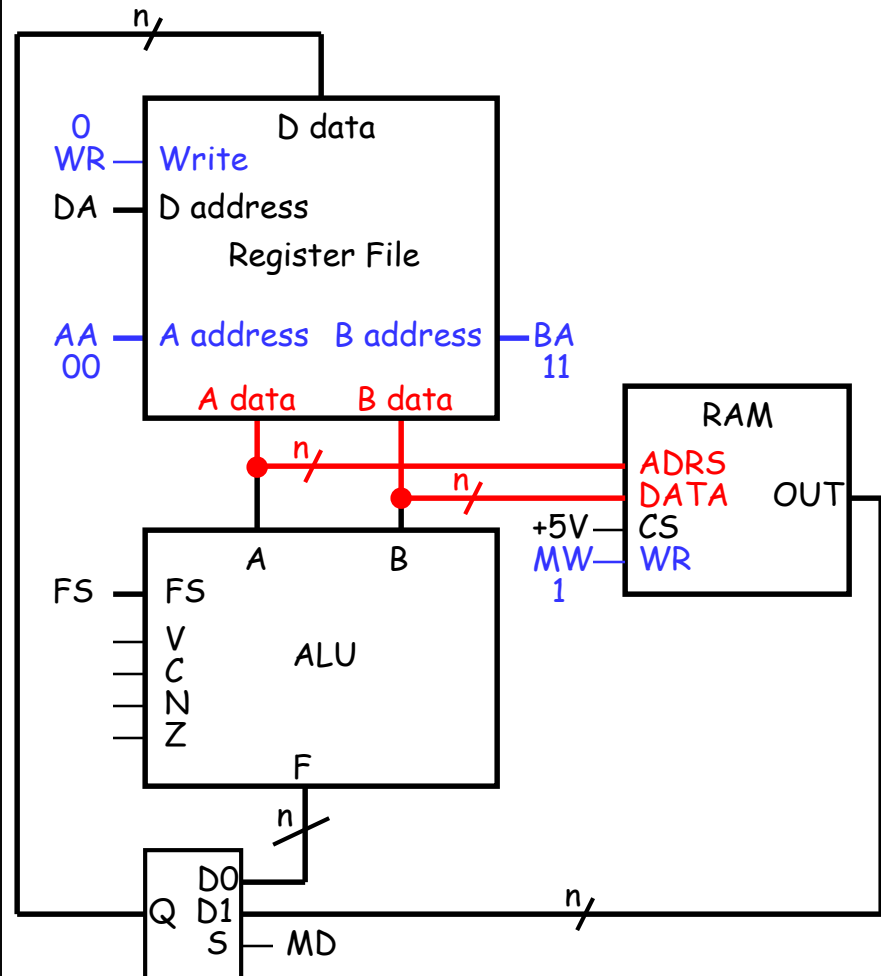 n
D data
0
WR Write
DA D address
Register File
AA A address B address BA
00 11
A data B data
RAM
n ADRS
n DATA OUT
+5V CS
MW WR
1
A B
FS FS
V
ALU
C
N
Z
F
n
D0
Q D1 n
S MD